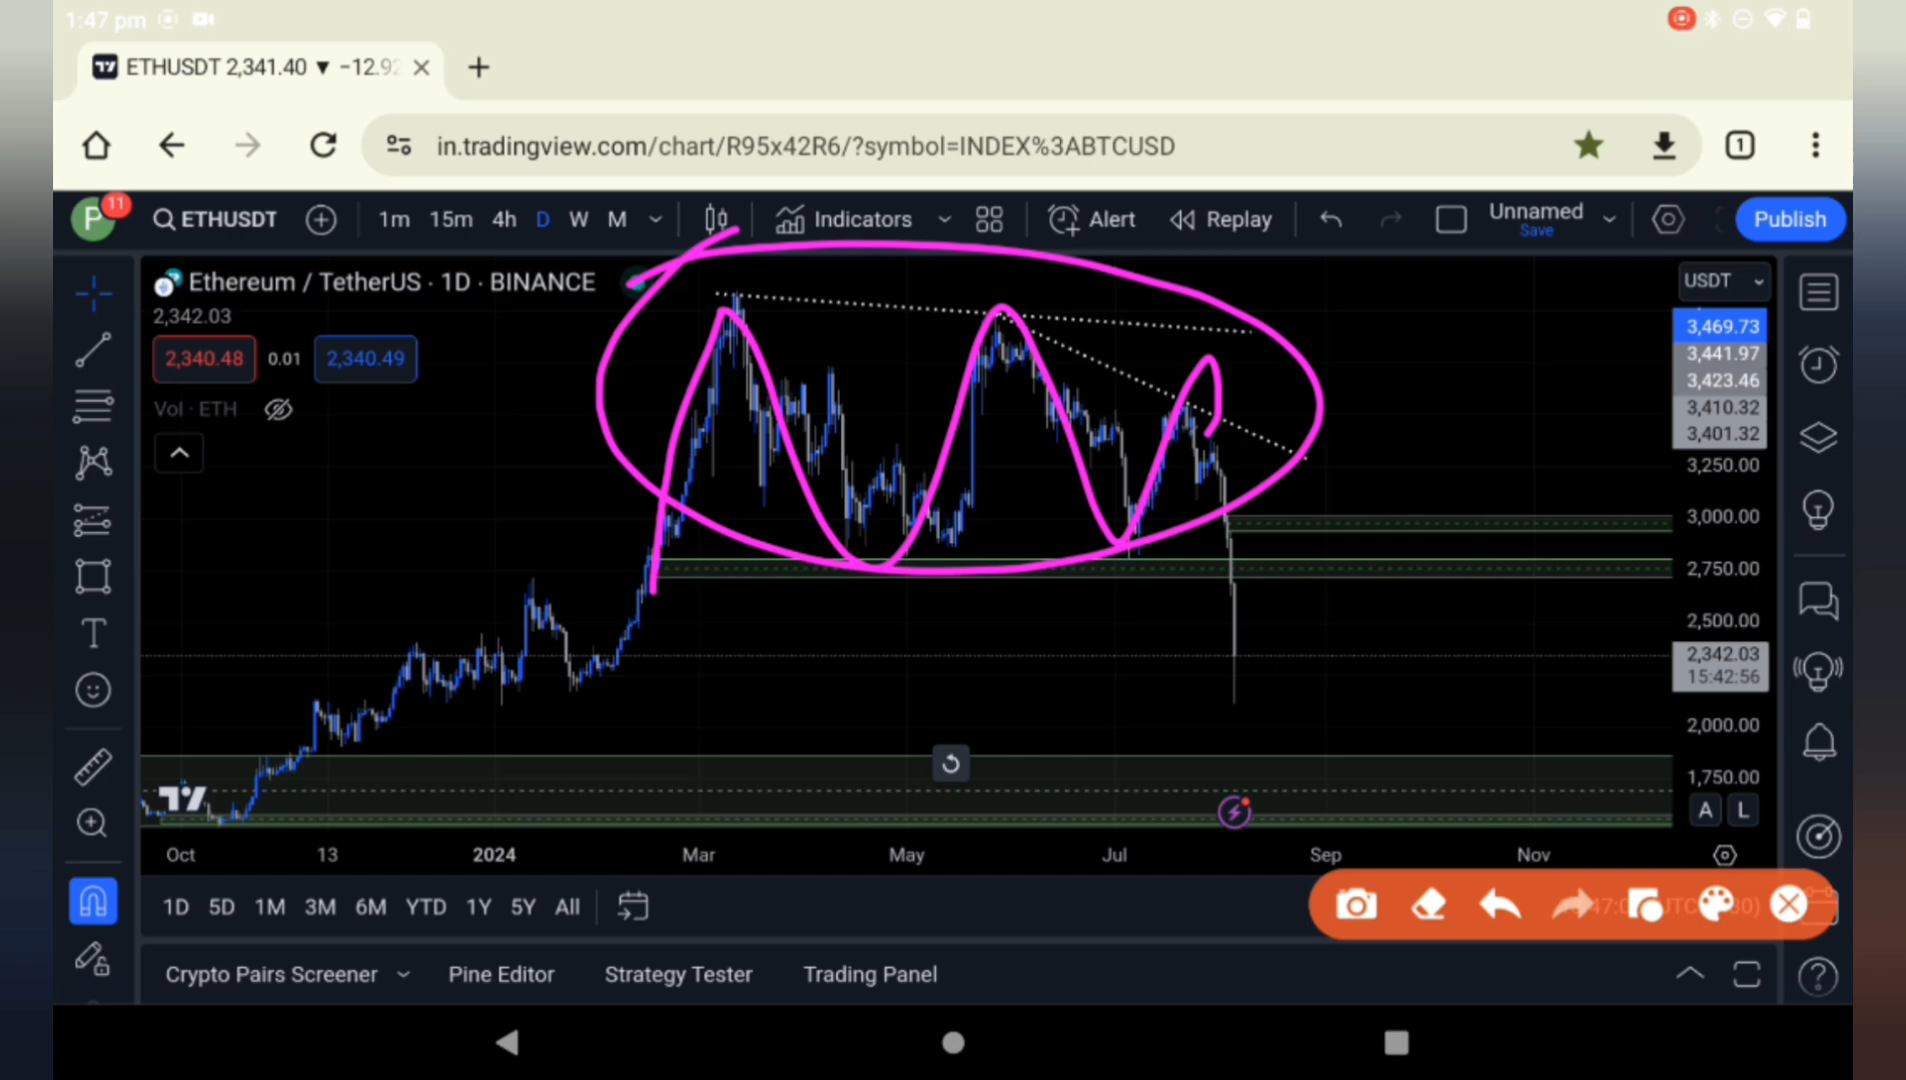 1:47 pm
ETHUSDT 2,341.40 ▼ −12.92
in.tradingview.com/chart/R95x42R6/?symbol=INDEX%3ABTCUSD
1
P
11
ETHUSDT
1m 15m 4h D W M
Indicators
Alert
Replay
Unnamed
Save
Publish
Ethereum / TetherUS · 1D · BINANCE
2,342.03
2,340.48
0.01
2,340.49
Vol · ETH
USDT
3,469.73
3,441.97
3,423.46
3,410.32
3,401.32
3,250.00
3,000.00
2,750.00
2,500.00
2,342.03
15:42:56
2,000.00
1,750.00
A L
Oct 13 2024 Mar May Jul Sep Nov
1D 5D 1M 3M 6M YTD 1Y 5Y All
Crypto Pairs Screener
Pine Editor
Strategy Tester
Trading Panel